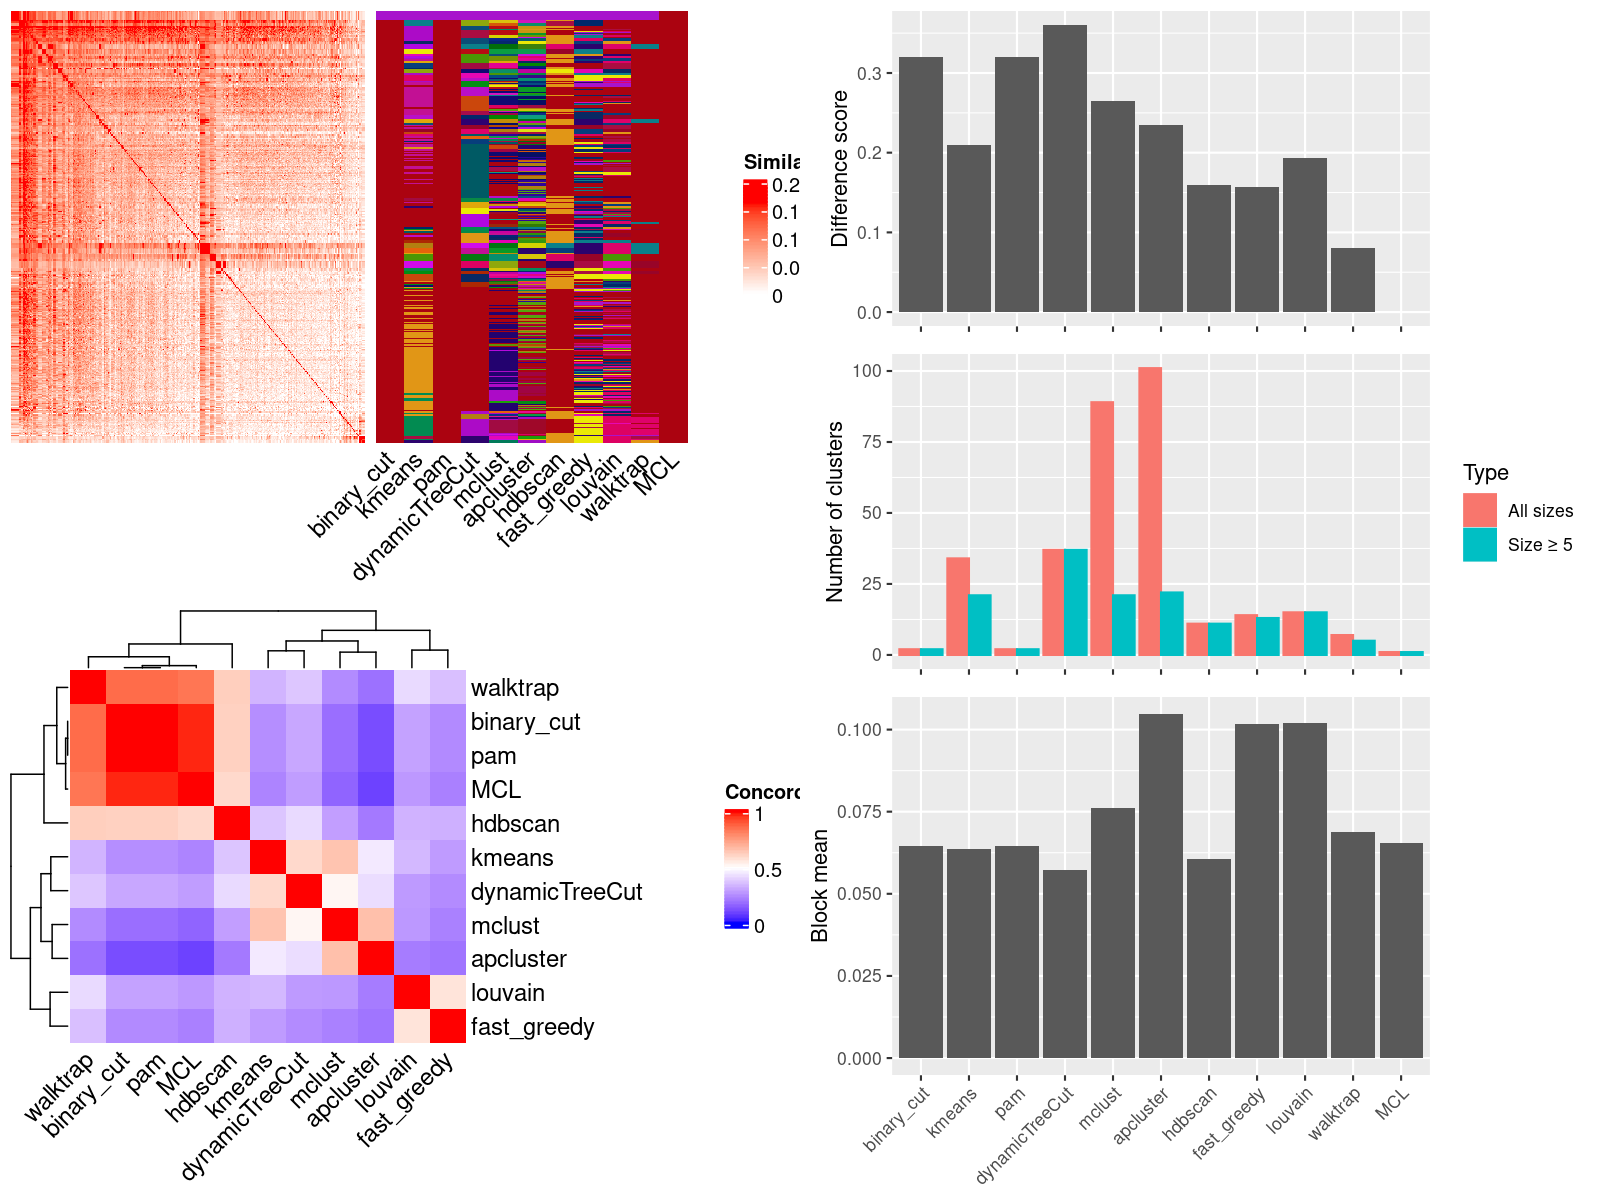 Simila
0.2
0.1
0.1
0.0
0
binary_cut
kmeans
pam
dynamicTreeCut
mclust
apcluster
hdbscan
fast_greedy
louvain
walktrap
MCL
walktrap
binary_cut
pam
MCL
hdbscan
kmeans
dynamicTreeCut
mclust
apcluster
louvain
fast_greedy
walktrap
binary_cut
pam
MCL
hdbscan
kmeans
dynamicTreeCut
mclust
apcluster
louvain
fast_greedy
Concord
1
0.5
0
Difference score
0.3
0.2
0.1
0.0
Number of clusters
100
75
50
25
0
Type
All sizes
Size ≥ 5
Block mean
0.100
0.075
0.050
0.025
0.000
binary_cut
kmeans
pam
dynamicTreeCut
mclust
apcluster
hdbscan
fast_greedy
louvain
walktrap
MCL